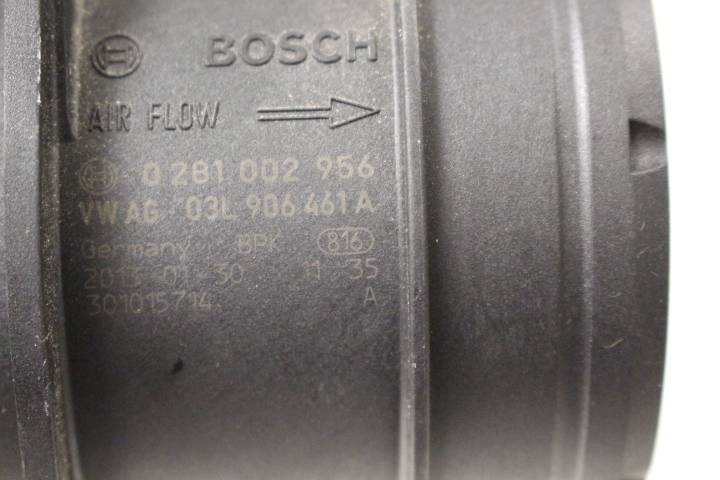 BOSCH
AIR FLOW
0 281 002 956
VW AG 03L 906 461 A
Germany BPK 816
2013 01 30 11 35
301015714 A